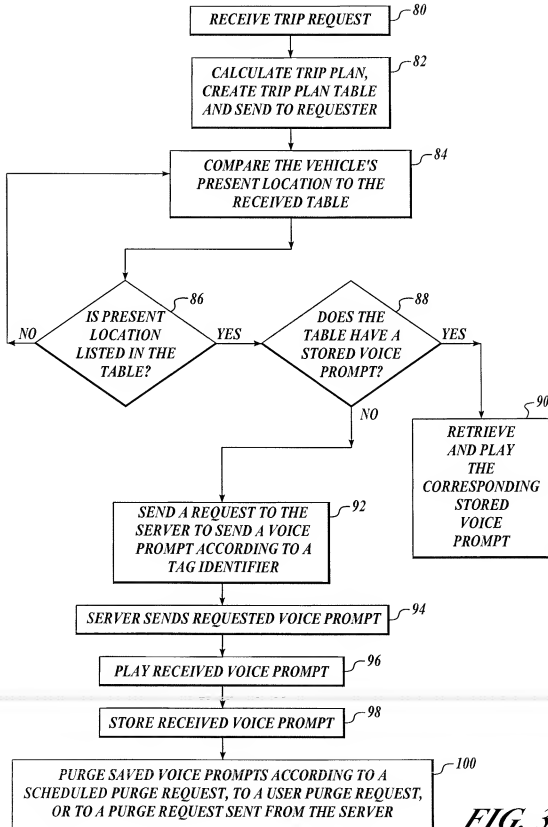 RECEIVE TRIP REQUEST
80
CALCULATE TRIP PLAN,
CREATE TRIP PLAN TABLE
AND SEND TO REQUESTER
82
COMPARE THE VEHICLE'S
PRESENT LOCATION TO THE
RECEIVED TABLE
84
IS PRESENT
LOCATION
LISTED IN THE
TABLE?
86
NO
YES
DOES THE
TABLE HAVE A
STORED VOICE
PROMPT?
88
YES
NO
RETRIEVE
AND PLAY
THE
CORRESPONDING
STORED
VOICE
PROMPT
90
SEND A REQUEST TO THE
SERVER TO SEND A VOICE
PROMPT ACCORDING TO A
TAG IDENTIFIER
92
SERVER SENDS REQUESTED VOICE PROMPT
94
PLAY RECEIVED VOICE PROMPT
96
STORE RECEIVED VOICE PROMPT
98
PURGE SAVED VOICE PROMPTS ACCORDING TO A
SCHEDULED PURGE REQUEST, TO A USER PURGE REQUEST,
OR TO A PURGE REQUEST SENT FROM THE SERVER
100
FIG.